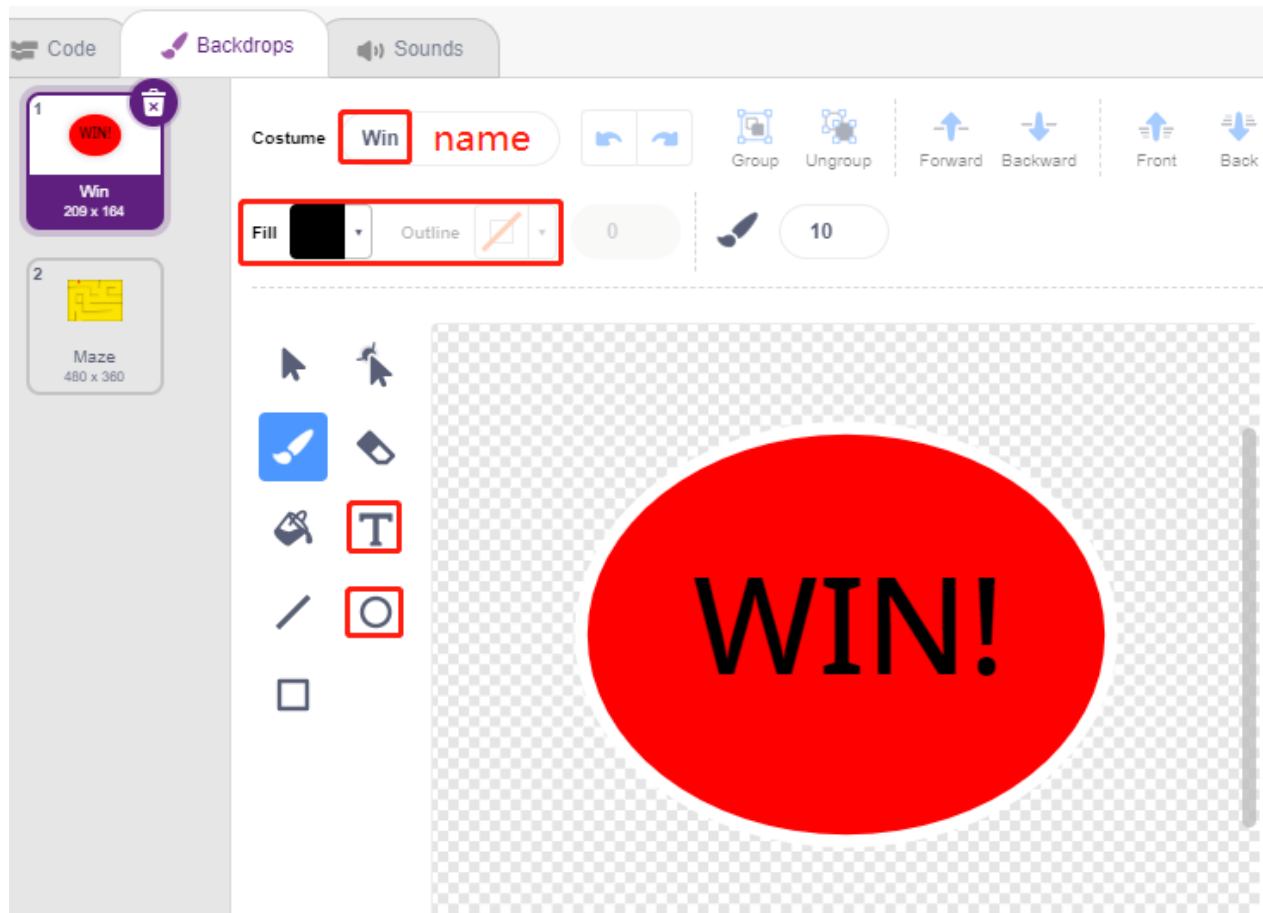 Code Backdrops Sounds
1
WIN!
Win
209 x 164
2
Maze
480 x 360
Costume Win name Group Ungroup Forward Backward Front Back
Fill Outline 0 10
T
WIN!